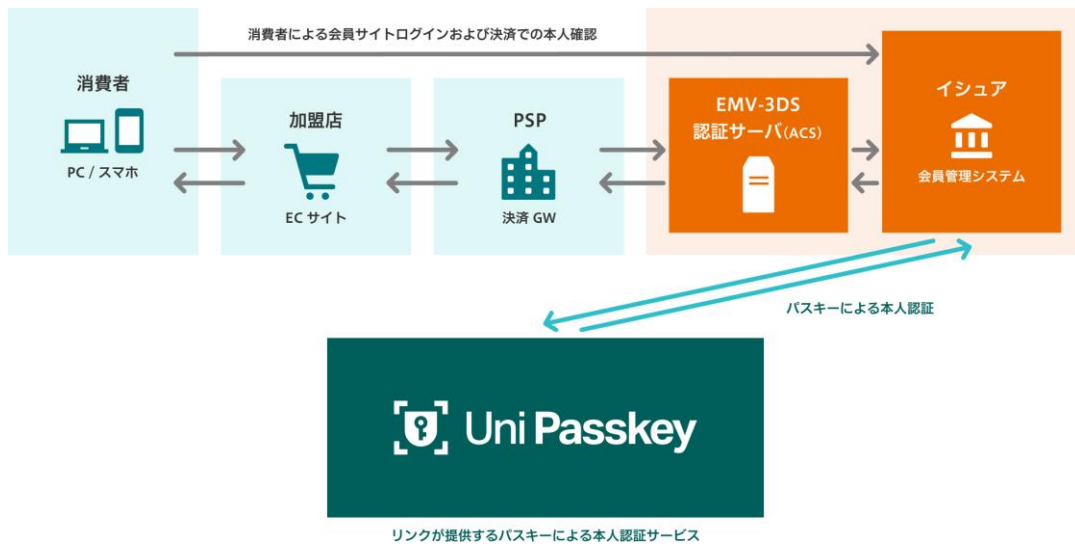 消費者による会員サイトログインおよび決済での本人確認
消費者
PC / スマホ
加盟店
EC サイト
PSP
決済 GW
EMV-3DS
認証サーバ(ACS)
イシュア
会員管理システム
パスキーによる本人認証
Uni Passkey
リンクが提供するパスキーによる本人認証サービス